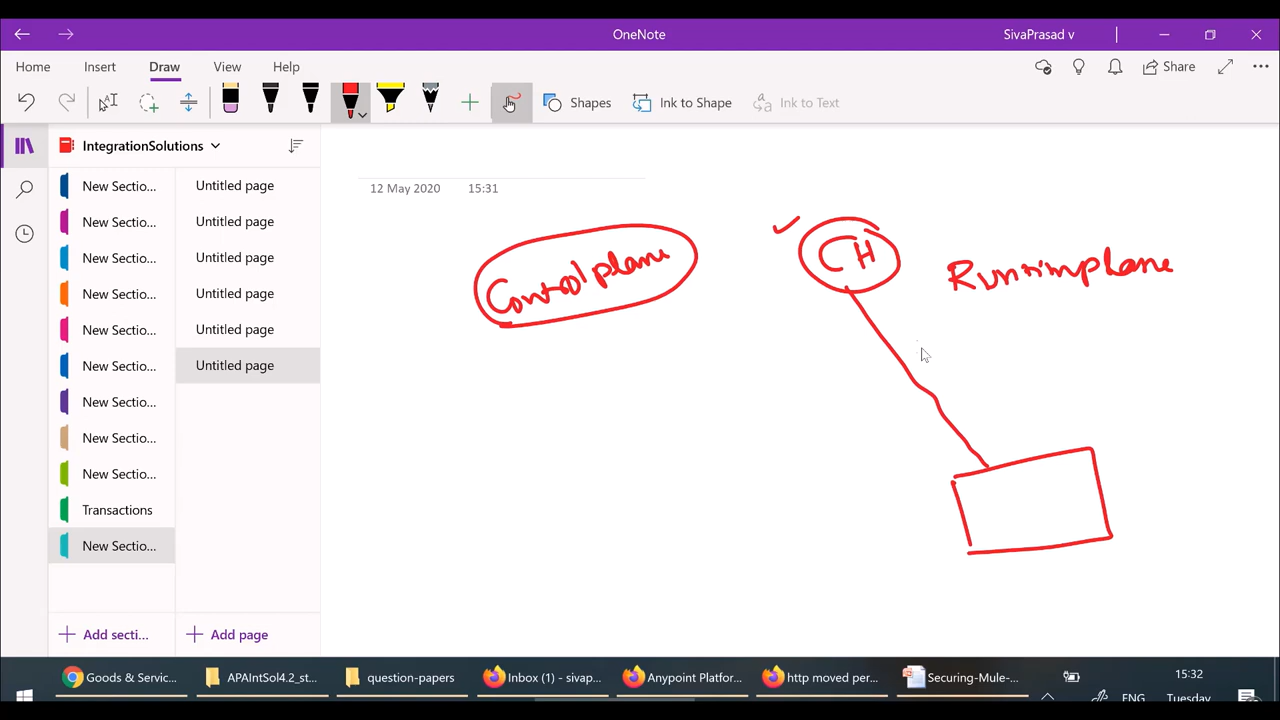 OneNote
SivaPrasad v
Home
Insert
Draw
View
Help
Share
Shapes
Ink to Shape
Ink to Text
IntegrationSolutions
New Sectio...
New Sectio...
New Sectio...
New Sectio...
New Sectio...
New Sectio...
New Sectio...
New Sectio...
New Sectio...
Transactions
New Sectio...
Add secti...
Untitled page
Untitled page
Untitled page
Untitled page
Untitled page
Untitled page
Add page
12 May 2020 15:31
Control plane
CH
Runtimplane
Goods & Servic...
APAIntSol4.2_st...
question-papers
Inbox (1) - sivap...
Anypoint Platfor...
http moved per...
Securing-Mule-...
ENG
15:32
Tuesday